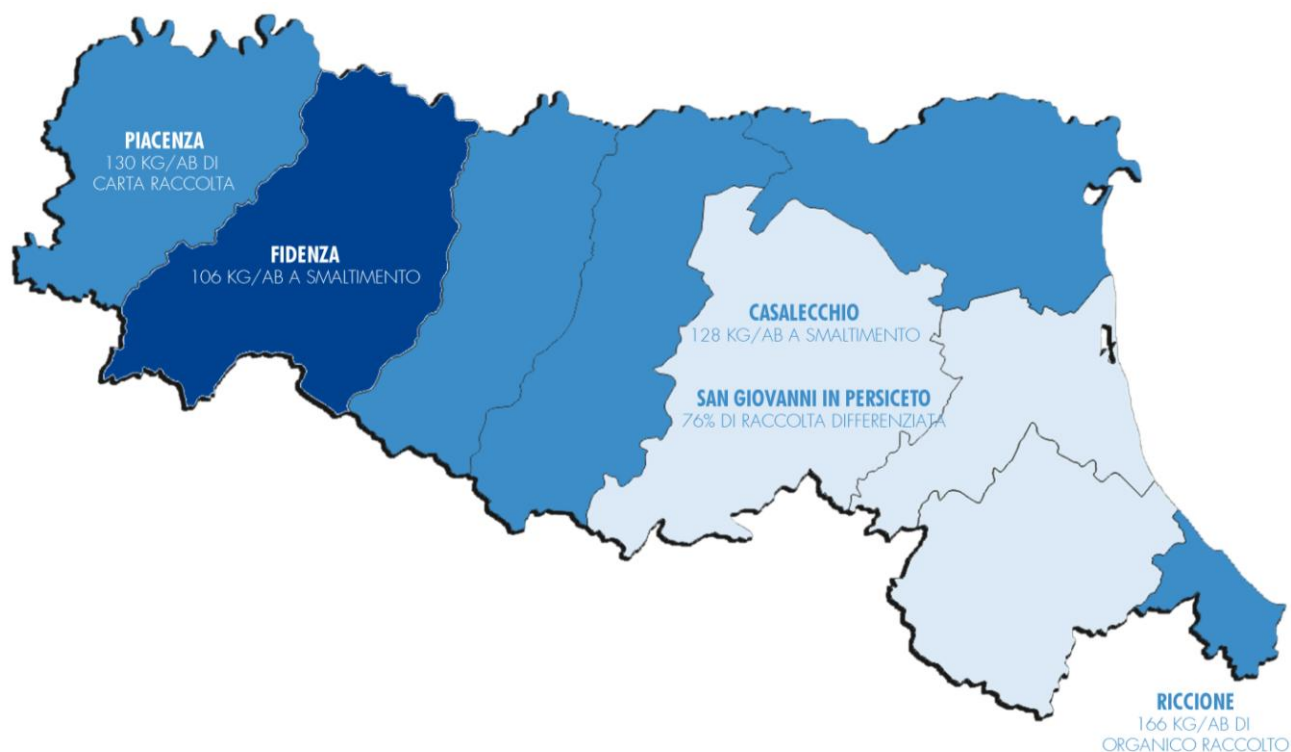 PIACENZA
130 KG/AB DI
CARTA RACCOLTA
FIDENZA
106 KG/AB A SMALTIMENTO
CASALECCHIO
128 KG/AB A SMALTIMENTO
SAN GIOVANNI IN PERSICETO
76% DI RACCOLTA DIFFERENZIATA
RICCIONE
166 KG/AB DI
ORGANICO RACCOLTO